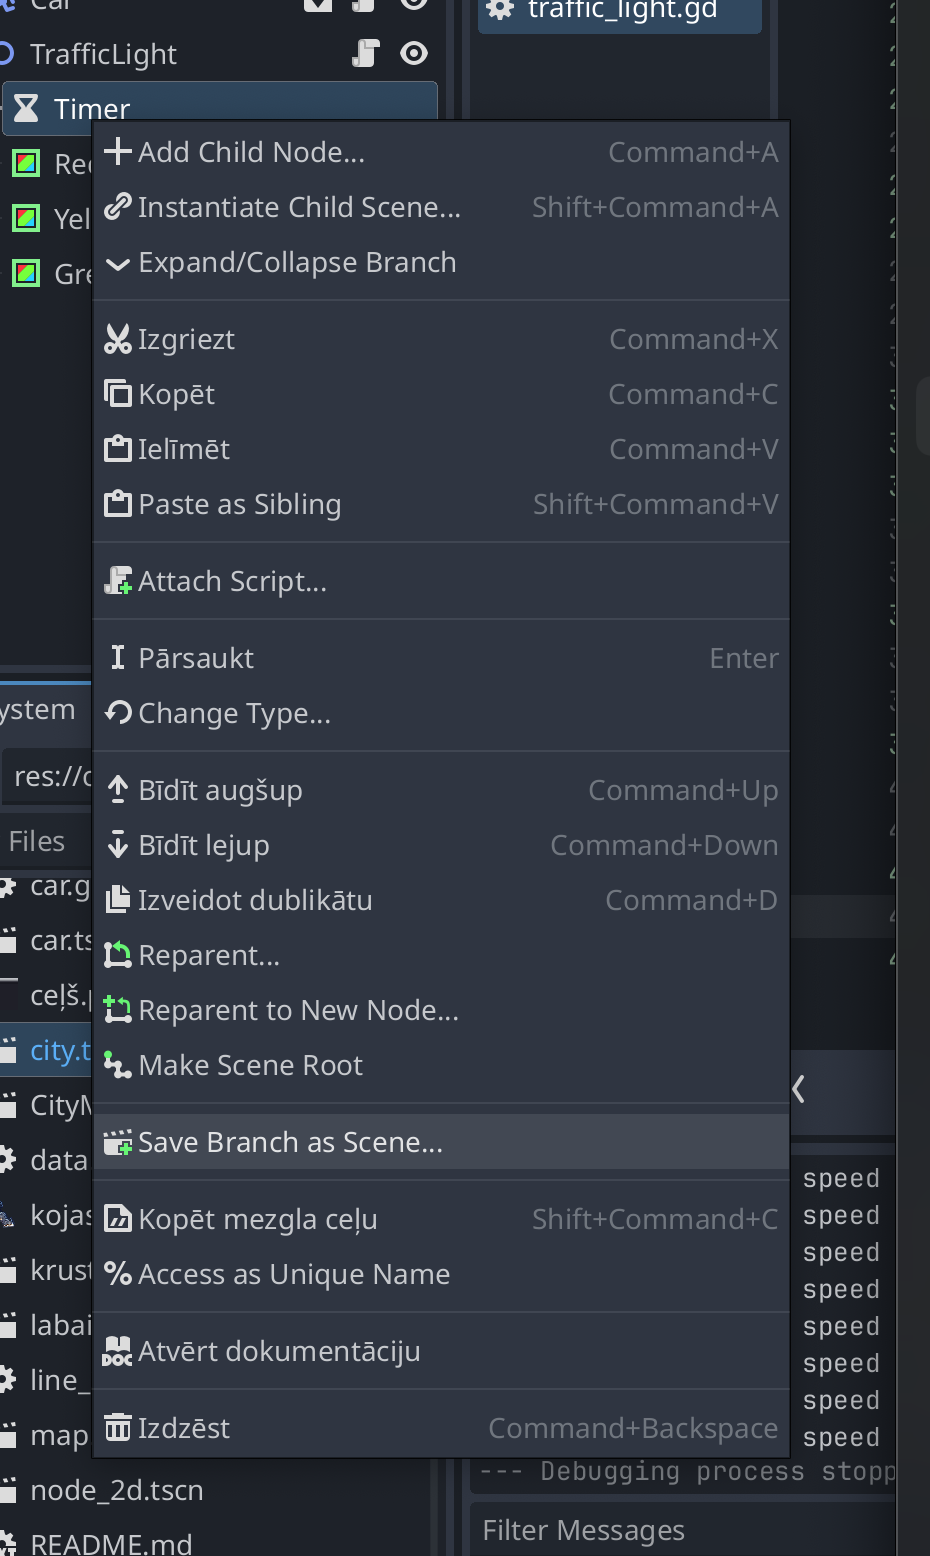 Car
traffic_light.gd
TrafficLight
Timer
Add Child Node... Command+A
Instantiate Child Scene... Shift+Command+A
Expand/Collapse Branch
Izgriezt Command+X
Kopēt Command+C
Ielīmēt Command+V
Paste as Sibling Shift+Command+V
Attach Script...
Pārsaukt Enter
Change Type...
ystem
res://c
Bīdīt augšup Command+Up
Files
Bīdīt lejup Command+Down
car.g
Izveidot dublikātu Command+D
car.ts
Reparent...
ceļš.p
Reparent to New Node...
city.t
Make Scene Root
CityM
Save Branch as Scene...
data
speed
kojas
Kopēt mezgla ceļu Shift+Command+C
speed
speed
krust
Access as Unique Name
speed
labai
speed
Atvērt dokumentāciju
speed
line_
speed
map
Izdzēst Command+Backspace
speed
--- Debugging process stopp
node_2d.tscn
Filter Messages
README.md